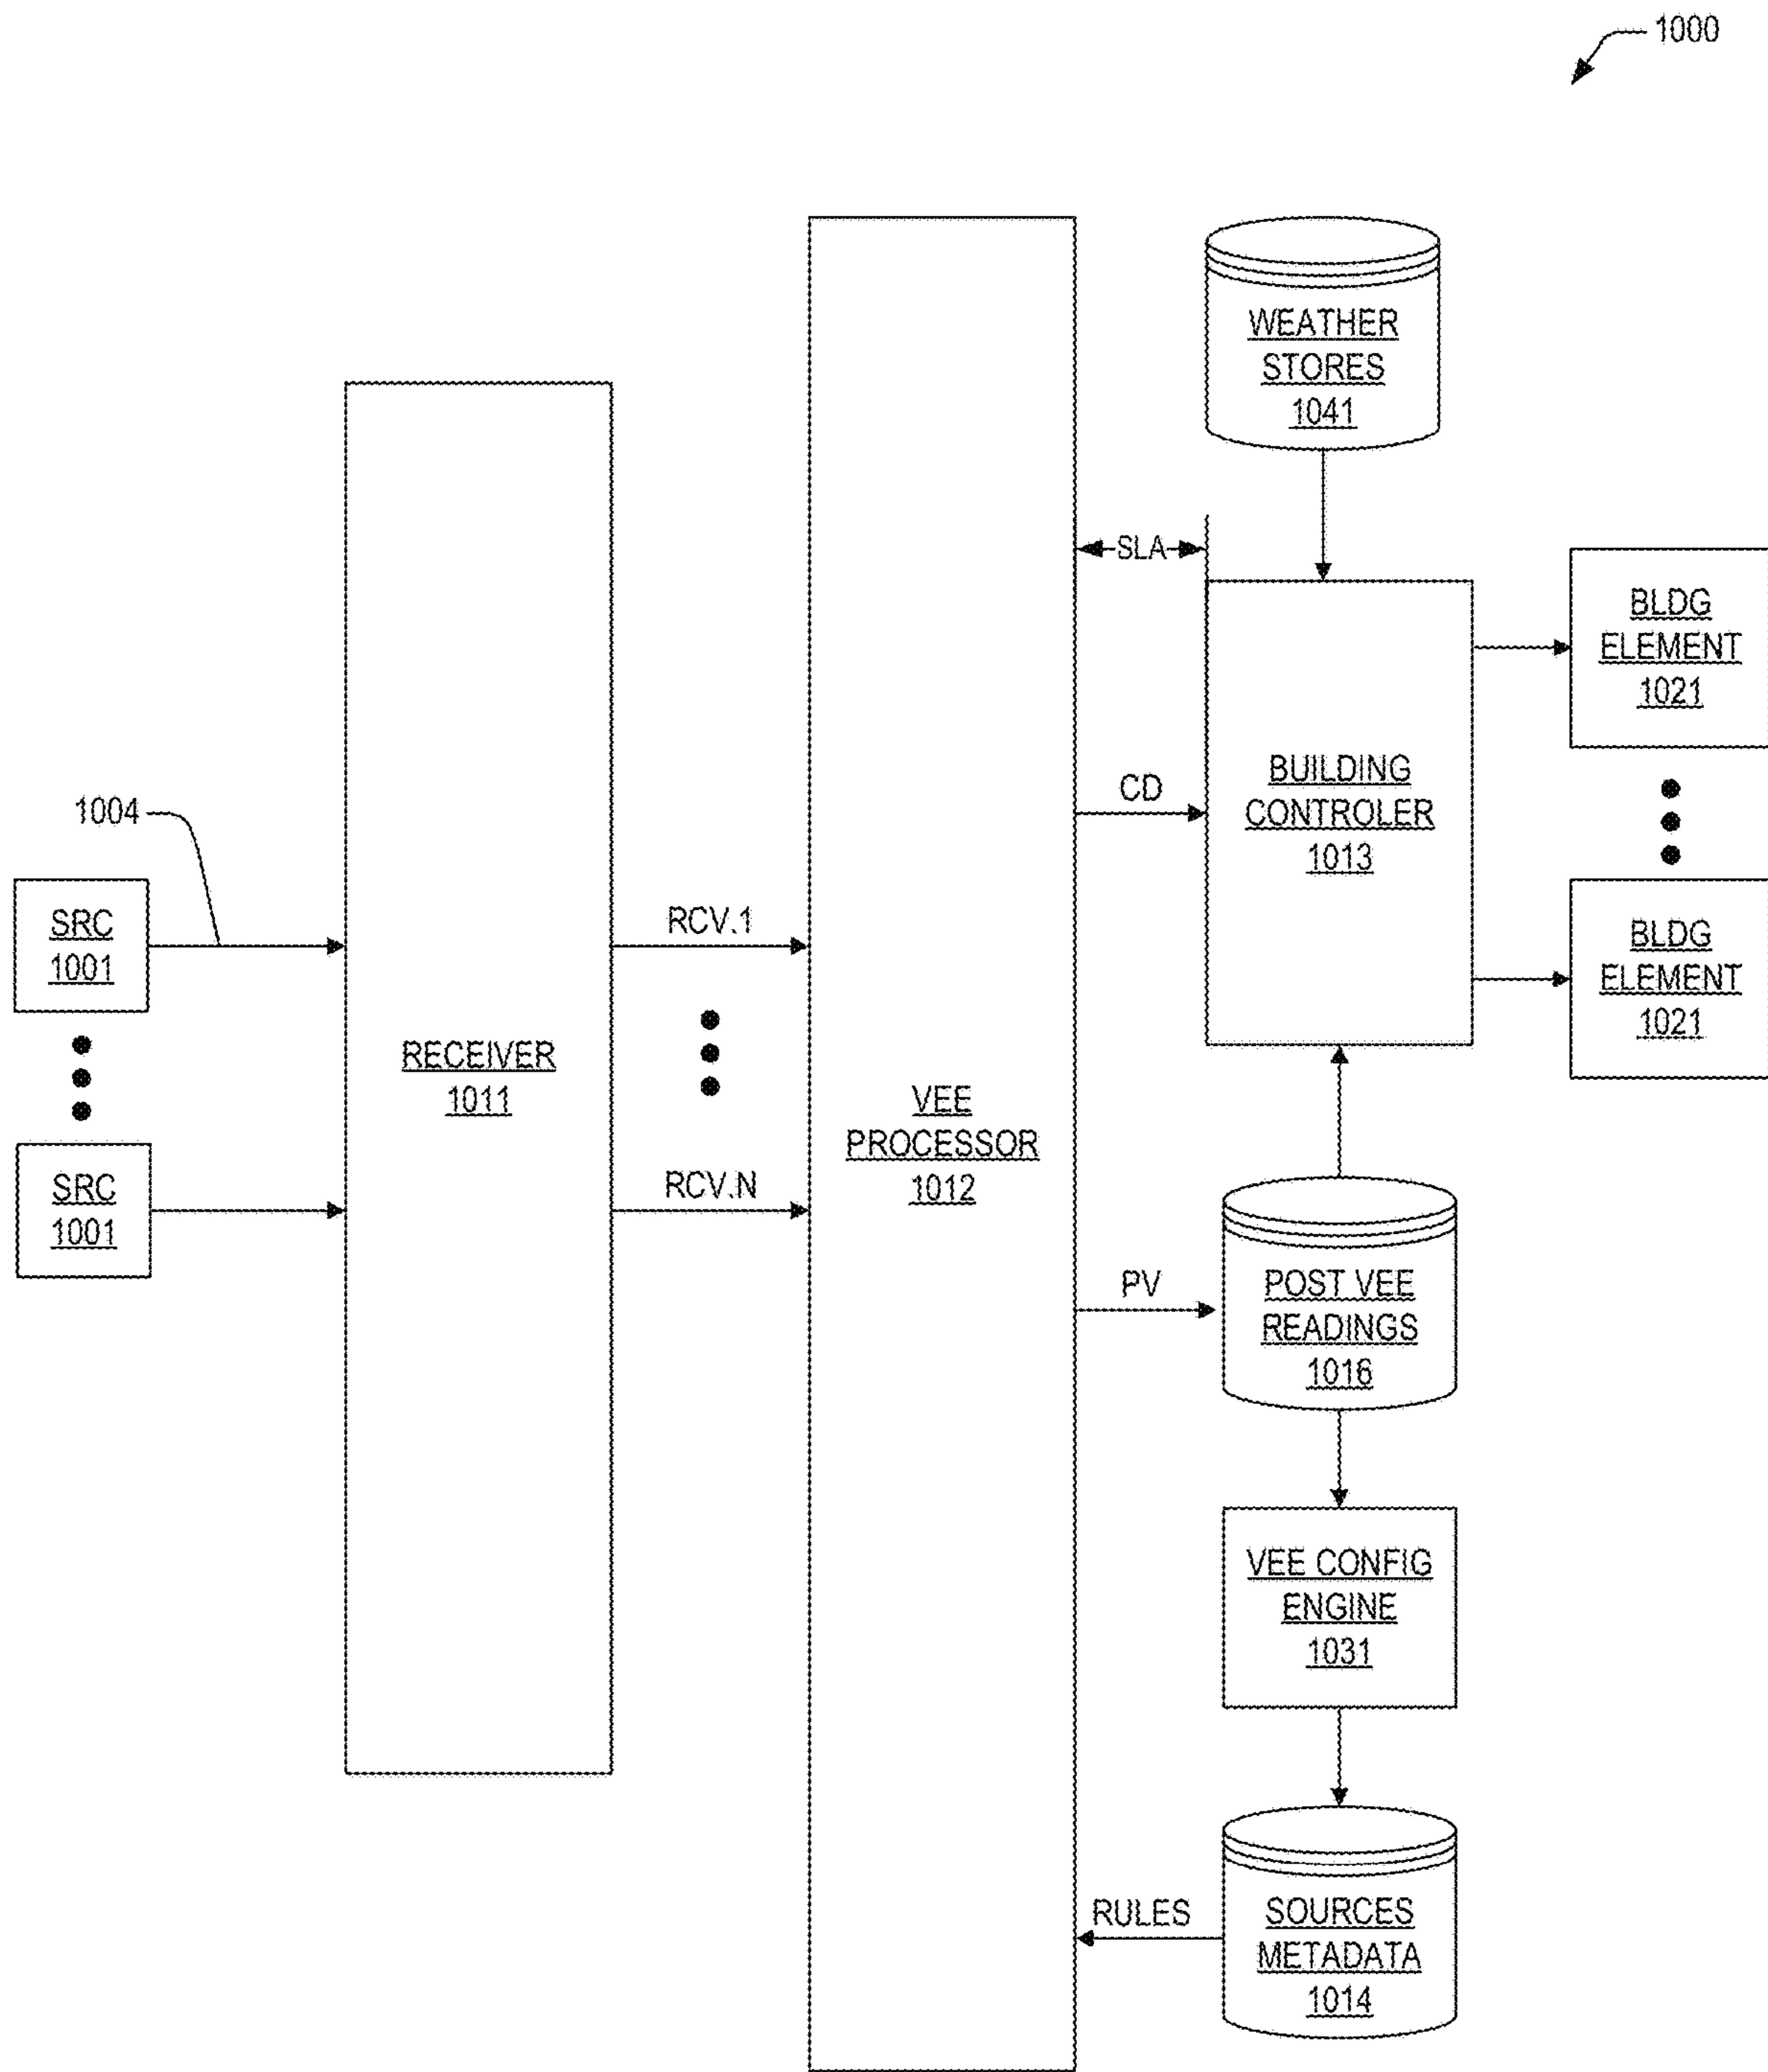 1000
WEATHER
STORES
1041
SLA
BLDG
ELEMENT
1021
CD
BUILDING
CONTROLER
1013
1004
SRC
1001
RCV.1
BLDG
ELEMENT
1021
RECEIVER
1011
VEE
PROCESSOR
1012
SRC
1001
RCV.N
PV
POST VEE
READINGS
1016
VEE CONFIG
ENGINE
1031
RULES
SOURCES
METADATA
1014